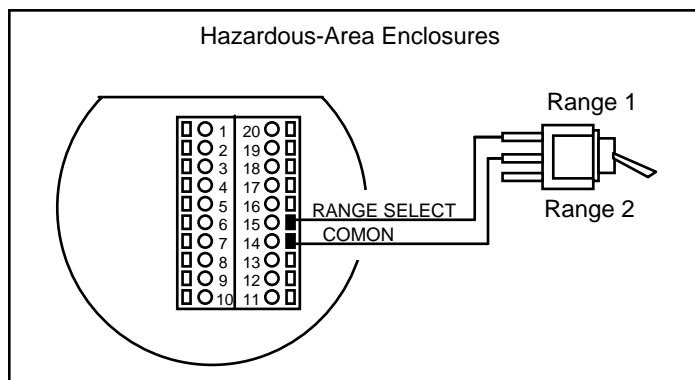 Hazardous-Area Enclosures
Range 1
1 20
2 19
3 18
4 17
5 16
6 15
7 14
8 13
9 12
10 11
RANGE SELECT
COMON
Range 2